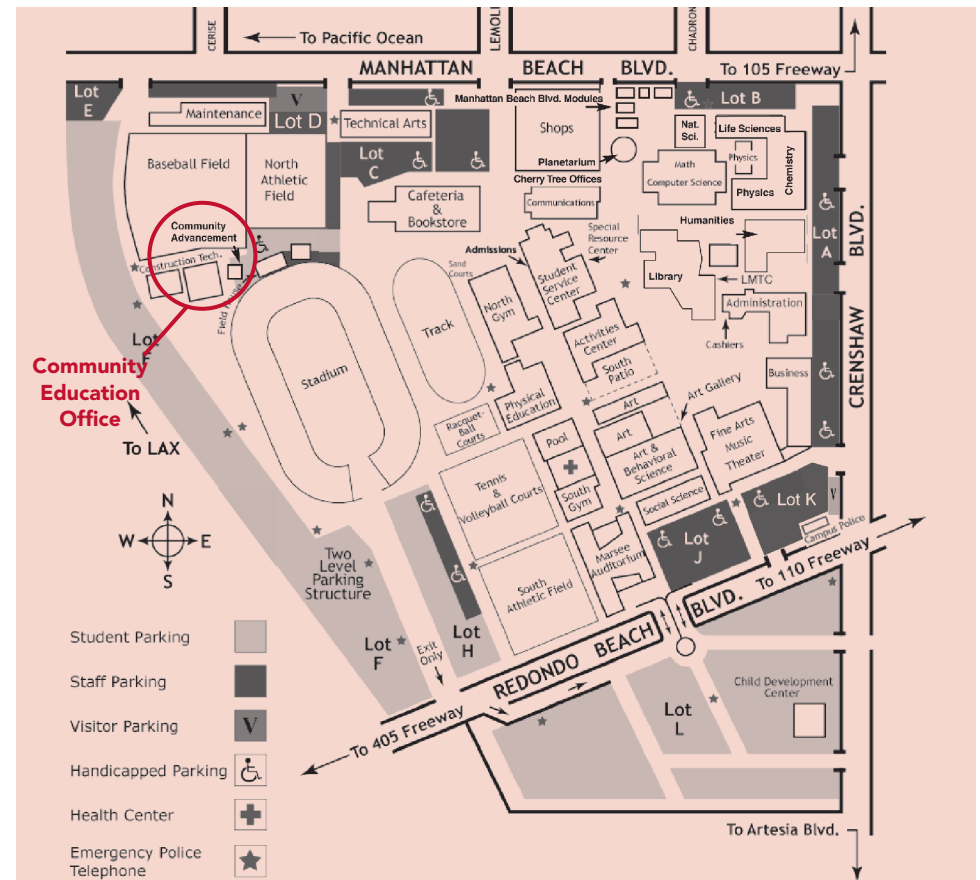 CERISE
To Pacific Ocean
LEMOLI
CHADRON
MANHATTAN BEACH BLVD.
To 105 Freeway
Lot
E
V
Lot D
Maintenance
Technical Arts
Manhattan Beach Blvd. Modules
Lot B
Shops
Nat.
Sci.
Life Sciences
Baseball Field
North
Athletic
Field
Lot
C
Planetarium
Math
Computer Science
Physics
Physics
Chemistry
Cherry Tree Offices
Cafeteria
&
Bookstore
Communications
Community
Advancement
Construction Tech.
Admissions
Special
Resource
Center
Humanities
Lot
A
BLVD.
Student
Service
Center
Library
LMTC
Sand
Courts
North
Gym
Track
Field House
Administration
Cashiers
Activities
Center
South
Patio
Lot
F
Community
Education
Office
Stadium
Business
CRENSHAW
Art Gallery
Physical
Education
Art
Art
Fine Arts
Music
Theater
Racquet-
Ball
Courts
Pool
Art &
Behavioral
Science
To LAX
Tennis
&
Volleyball Courts
South
Gym
Social Science
Lot K
V
N
W
E
S
Campus Police
Two
Level
Parking
Structure
Marsee
Auditorium
Lot
J
To 110 Freeway
South
Athletic Field
Student Parking
Lot
F
Exit
Only
Lot
H
REDONDO BEACH BLVD.
Staff Parking
Child Development
Center
Visitor Parking
V
Lot
L
To 405 Freeway
Handicapped Parking
Health Center
To Artesia Blvd.
Emergency Police
Telephone